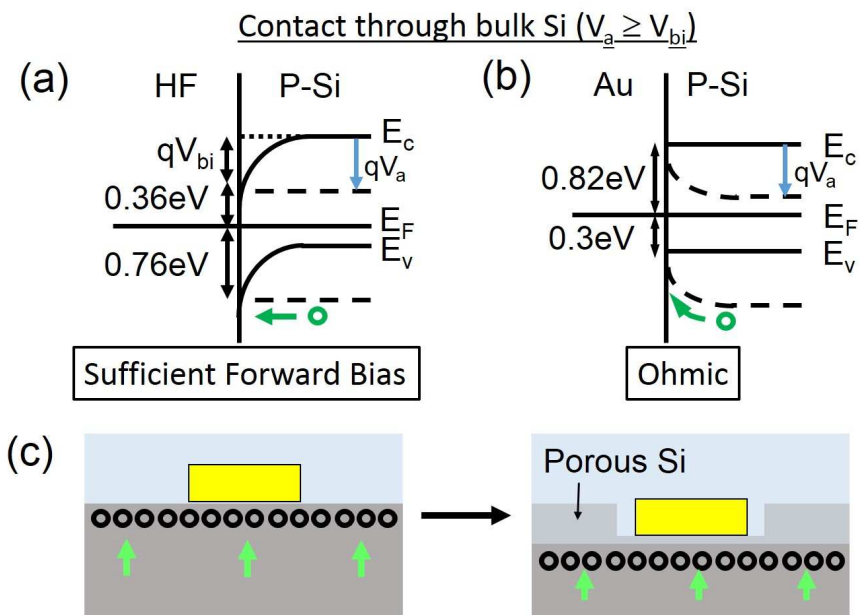 Contact through bulk Si (Va ≥ Vbi)
(a)
HF
P-Si
Ec
qVbi
qVa
0.36eV
EF
0.76eV
Ev
Sufficient Forward Bias
(b)
Au
P-Si
Ec
0.82eV
qVa
EF
0.3eV
Ev
Ohmic
(c)
Porous Si